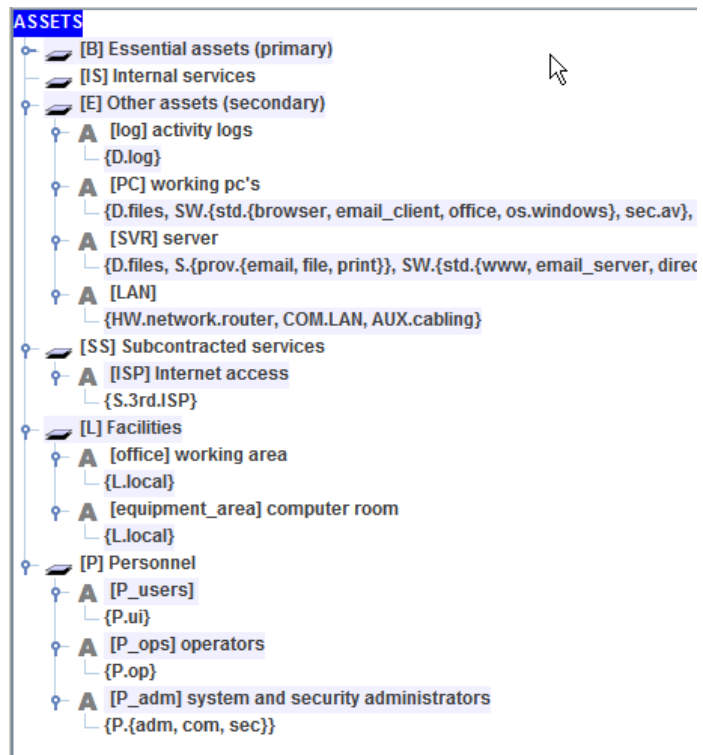 ASSETS
[B] Essential assets (primary)
[IS] Internal services
[E] Other assets (secondary)
A [log] activity logs
{D.log}
A [PC] working pc's
{D.files, SW.{std.{browser, email_client, office, os.windows}, sec.av},
A [SVR] server
{D.files, S.{prov.{email, file, print}}, SW.{std.{www, email_server, direc
A [LAN]
{HW.network.router, COM.LAN, AUX.cabling}
[SS] Subcontracted services
A [ISP] Internet access
{S.3rd.ISP}
[L] Facilities
A [office] working area
{L.local}
A [equipment_area] computer room
{L.local}
[P] Personnel
A [P_users]
{P.ui}
A [P_ops] operators
{P.op}
A [P_adm] system and security administrators
{P.{adm, com, sec}}